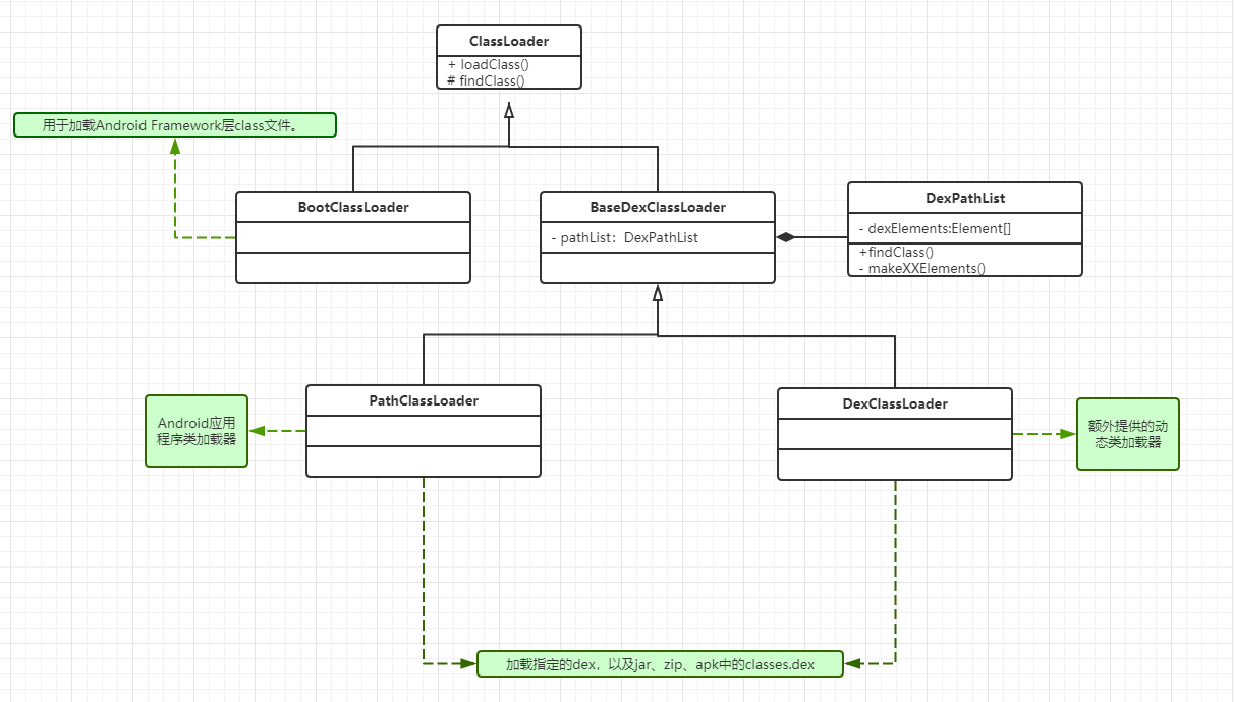 ClassLoader
+ loadClass()
# findClass()
用于加载Android Framework层class文件。
BootClassLoader
BaseDexClassLoader
- pathList：DexPathList
DexPathList
- dexElements:Element[]
+findClass()
- makeXXElements()
PathClassLoader
Android应用
程序类加载器
DexClassLoader
额外提供的动
态类加载器
加载指定的dex，以及jar、zip、apk中的classes.dex